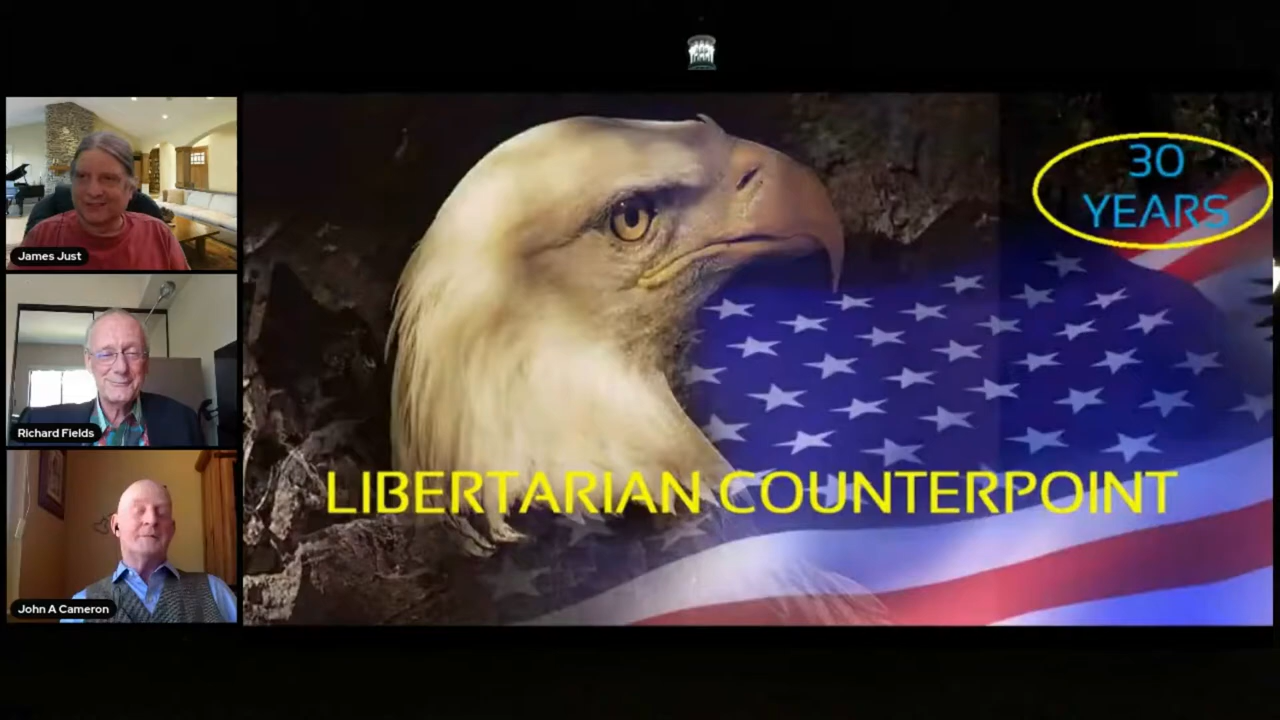 James Just
Richard Fields
John A Cameron
30
YEARS
LIBERTARIAN COUNTERPOINT